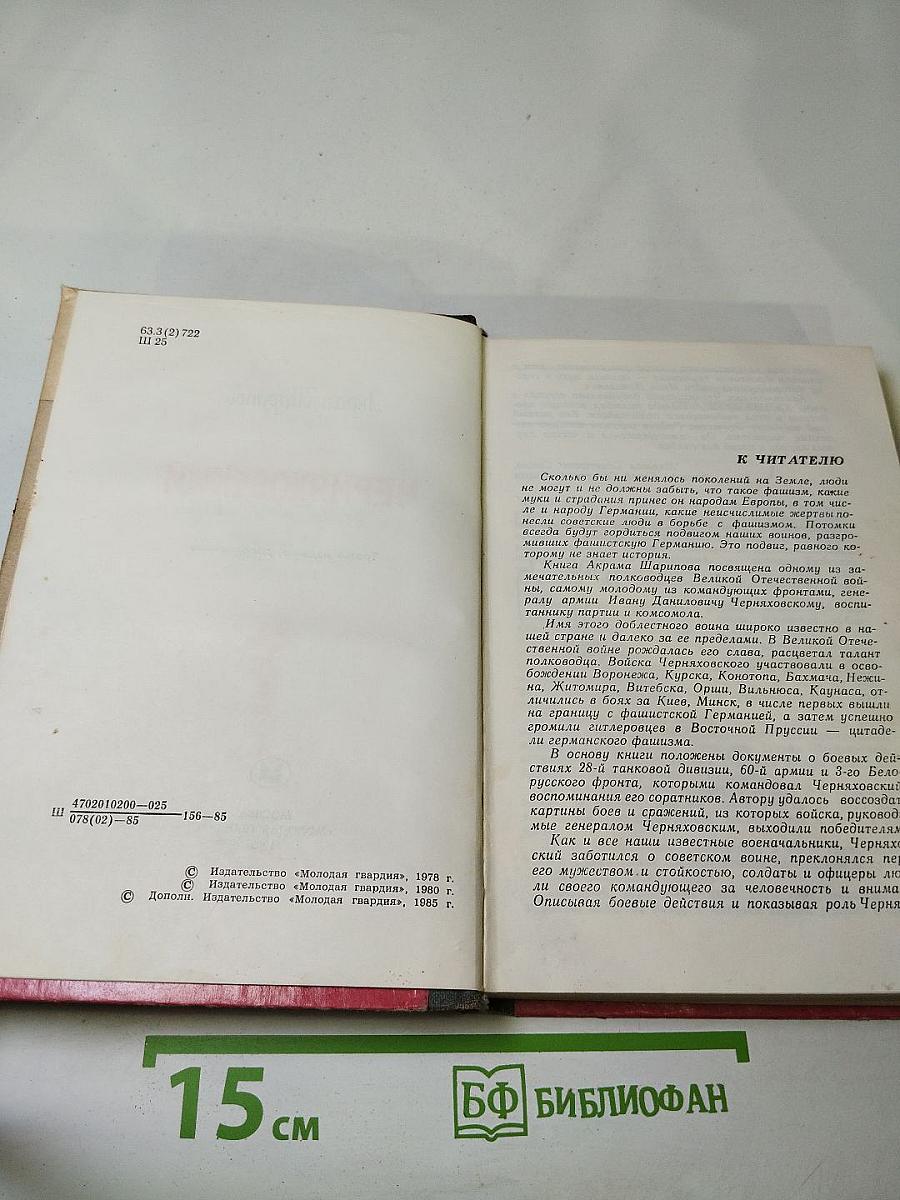 63.3(2)722
Ш 25
Ш 4702010200—025 156—85
078(02)—85
© Издательство «Молодая гвардия», 1978 г.
© Издательство «Молодая гвардия», 1980 г.
© Дополн. Издательство «Молодая гвардия», 1985 г.
К ЧИТАТЕЛЮ
Сколько бы ни менялось поколений на Земле, люди
не могут и не должны забыть, что такое фашизм, какие
муки и страдания принес он народам Европы, в том чис-
ле и народу Германии, какие неисчислимые жертвы по-
несли советские люди в борьбе с фашизмом. Потомки
всегда будут гордиться подвигом наших воинов, разгро-
мивших фашистскую Германию. Это подвиг, равного ко-
торому не знает история.
Книга Акрама Шарипова посвящена одному из за-
мечательных полководцев Великой Отечественной вой-
ны, самому молодому из командующих фронтами, гене-
ралу армии Ивану Даниловичу Черняховскому, воспи-
таннику партии и комсомола.
Имя этого доблестного воина широко известно в на-
шей стране и далеко за ее пределами. В Великой Отече-
ственной войне рождалась его слава, расцветал талант
полководца. Войска Черняховского участвовали в осво-
бождении Воронежа, Курска, Конотопа, Бахмача, Нежи-
на, Житомира, Витебска, Орши, Вильнюса, Каунаса, от-
личились в боях за Киев, Минск, в числе первых вышли
на границу с фашистской Германией, а затем успешно
громили гитлеровцев в Восточной Пруссии — цитаде-
ли германского фашизма.
В основу книги положены документы о боевых дей-
ствиях 28-й танковой дивизии, 60-й армии и 3-го Бело-
русского фронта, которыми командовал Черняховский
воспоминания его соратников. Автору удалось воссоздат
картины боев и сражений, из которых войска, руковод
мые генералом Черняховским, выходили победителям
Как и все наши известные военачальники, Черняхо
ский заботился о советском воине, преклонялся пер
его мужеством и стойкостью, солдаты и офицеры лю
ли своего командующего за человечность и внима
Описывая боевые действия и показывая роль Черня
15 см
БФ БИБЛИОФАН